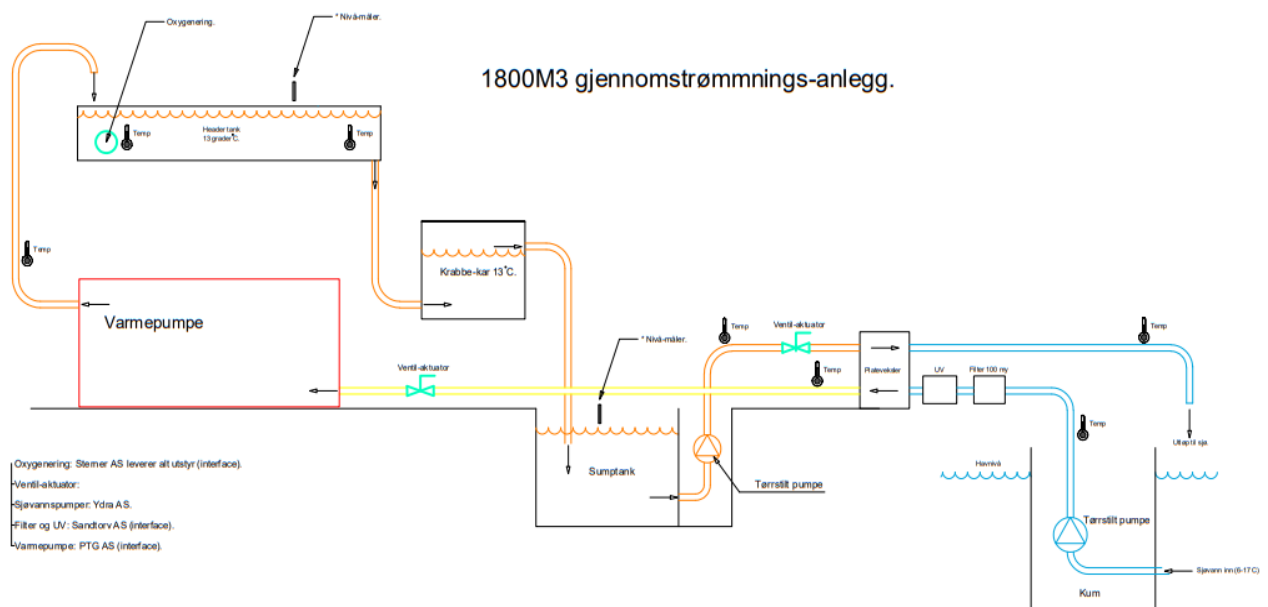 Oxygenering.
* Nivå-måler.
1800M3 gjennomstrømmnings-anlegg.
Header tank
13 grader°C.
Temp
Temp
Temp
Krabbe-kar 13°C.
Varmepumpe
Ventil-aktuator
* Nivå-måler.
Temp
Ventil-aktuator
Temp
Plateveksler
UV
Filter 100 my
Temp
Temp
Utløp til sjø.
Havnivå
Sumptank
Tørrstilt pumpe
Tørrstilt pumpe
Sjøvann inn (6-17C)
Kum
Oxygenering: Sterner AS leverer alt utstyr (interface).
Ventil-aktuator:
Sjøvannspumper: Ydra AS.
Filter og UV: Sandtorv AS (interface).
Varmepumpe: PTG AS (interface).